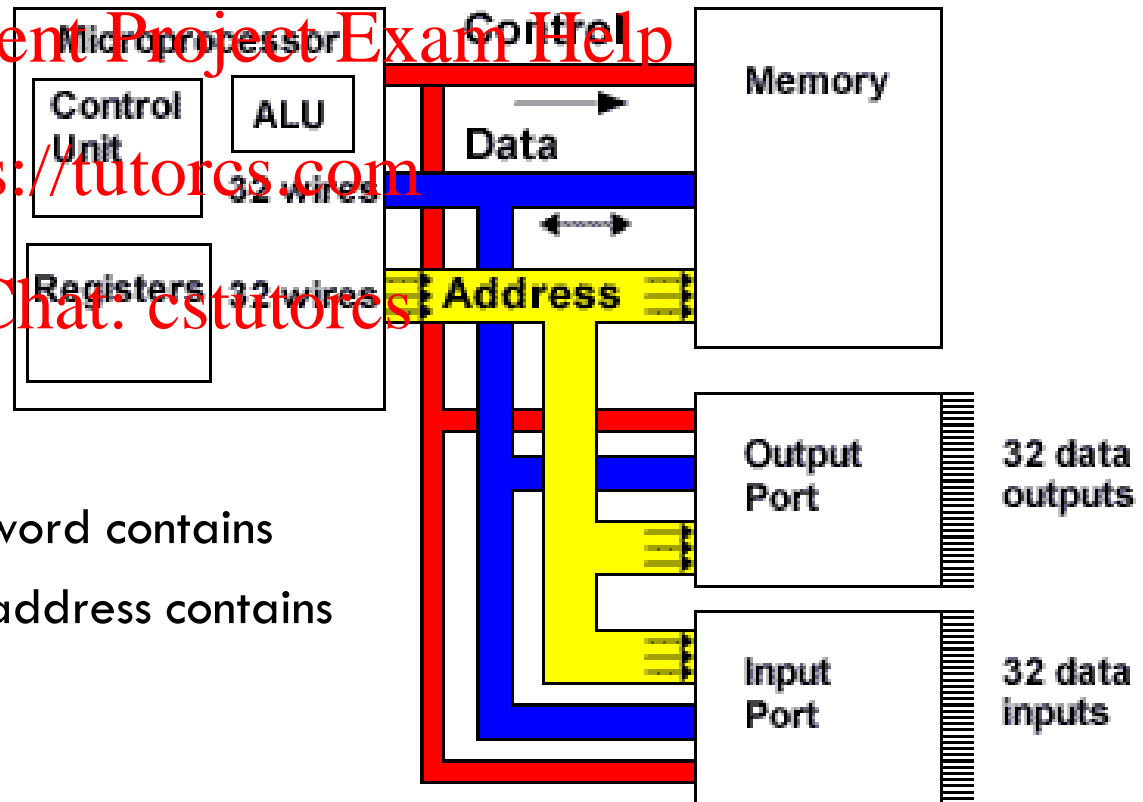 Microprocessor
ent Project Exam Help
Control
Control
Unit
ALU
Memory
Data
s://tutorcs.com
32 wires
Registers
32 wires
Chat: cstutorcs
Address
Output
Port
32 data
outputs
word contains
address contains
Input
Port
32 data
inputs